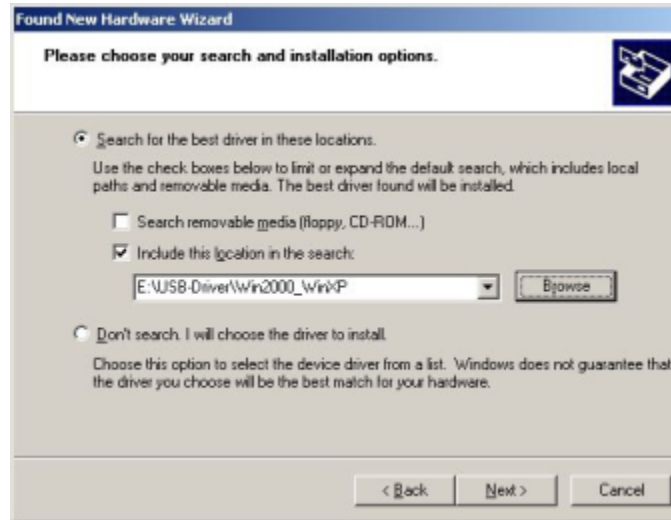 Found New Hardware Wizard
Please choose your search and installation options.
Search for the best driver in these locations.
Use the check boxes below to limit or expand the default search, which includes local
paths and removable media. The best driver found will be installed.
Search removable media (floppy, CD-ROM...)
Include this location in the search:
E:\USB-Driver\Win2000_WinXP
Browse
Don't search. I will choose the driver to install.
Choose this option to select the device driver from a list. Windows does not guarantee that
the driver you choose will be the best match for your hardware.
< Back
Next >
Cancel